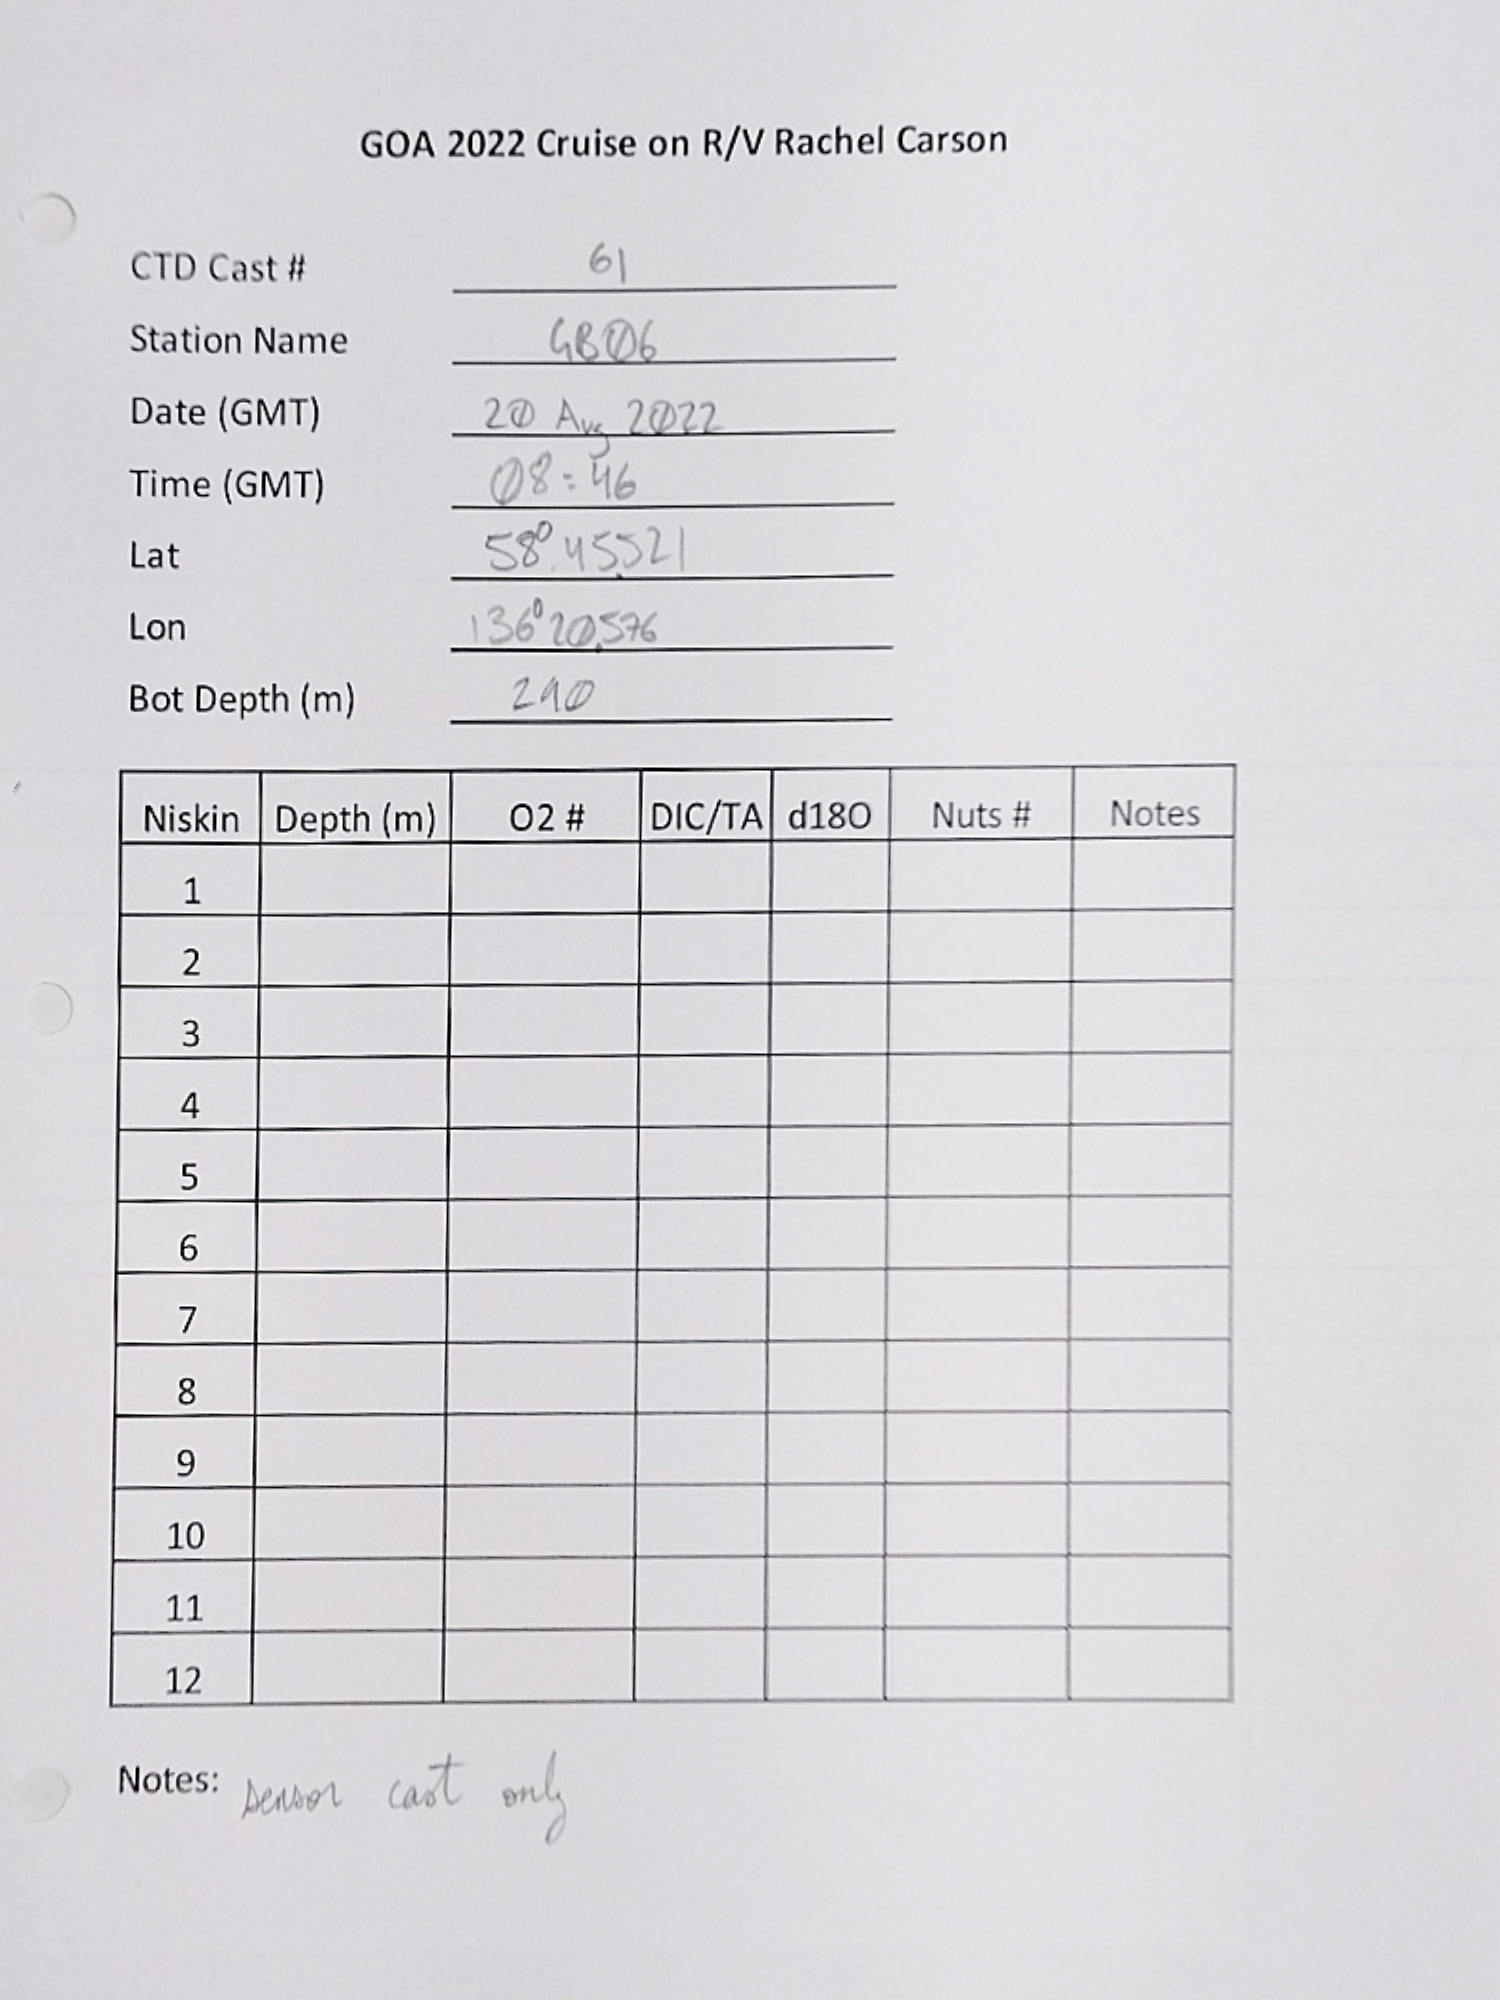 GOA 2022 Cruise on R/V Rachel Carson
CTD Cast # 61
Station Name GB06
Date (GMT) 20 Aug 2022
Time (GMT) 08:46
Lat 58° 45.521
Lon 136° 20.576
Bot Depth (m) 290
Niskin Depth (m) O2 # DIC/TA d18O Nuts # Notes
1
2
3
4
5
6
7
8
9
10
11
12
Notes: sensor cast only